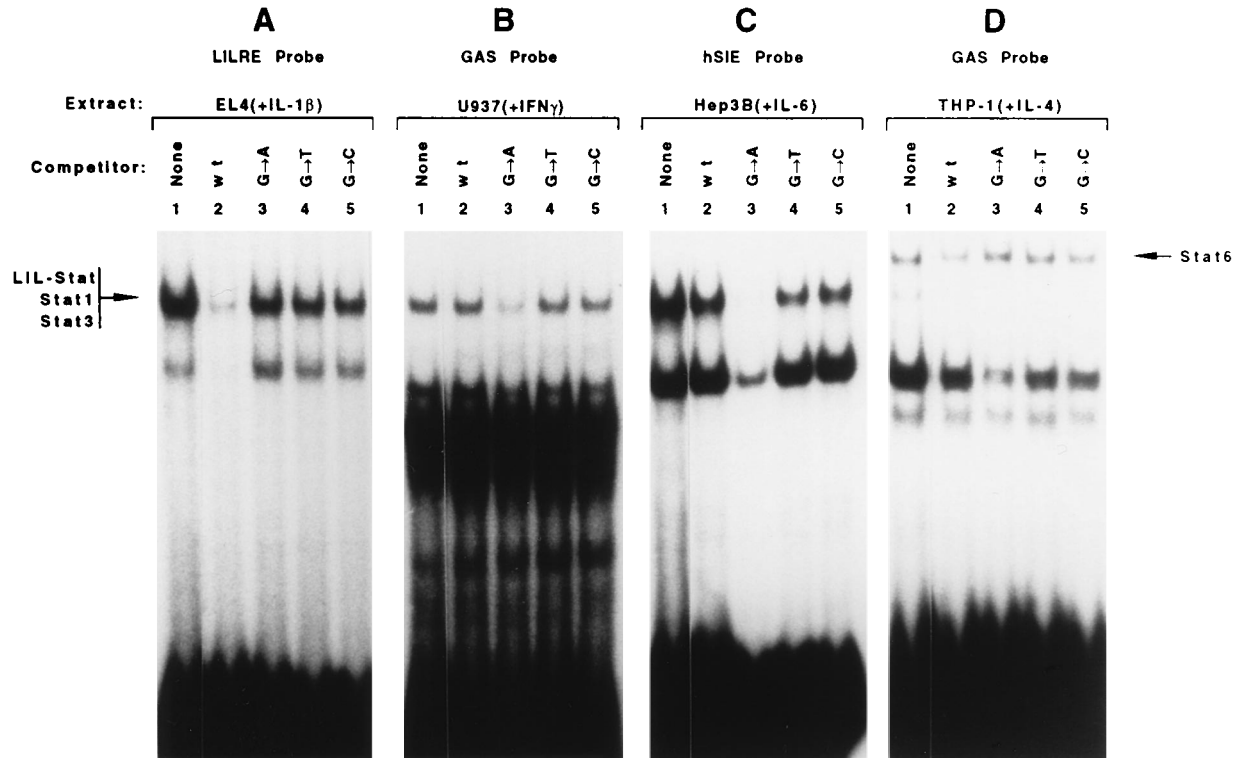 A B C D
LILRE Probe GAS Probe hSIE Probe GAS Probe
Extract: EL4(+IL-1β) U937(+IFNγ) Hep3B(+IL-6) THP-1(+IL-4)
Competitor: None wt G→A G→T G→C None wt G→A G→T G→C None wt G→A G→T G→C None wt G→A G→T G→C
1 2 3 4 5 1 2 3 4 5 1 2 3 4 5 1 2 3 4 5
LIL-Stat
Stat1
Stat3
Stat6